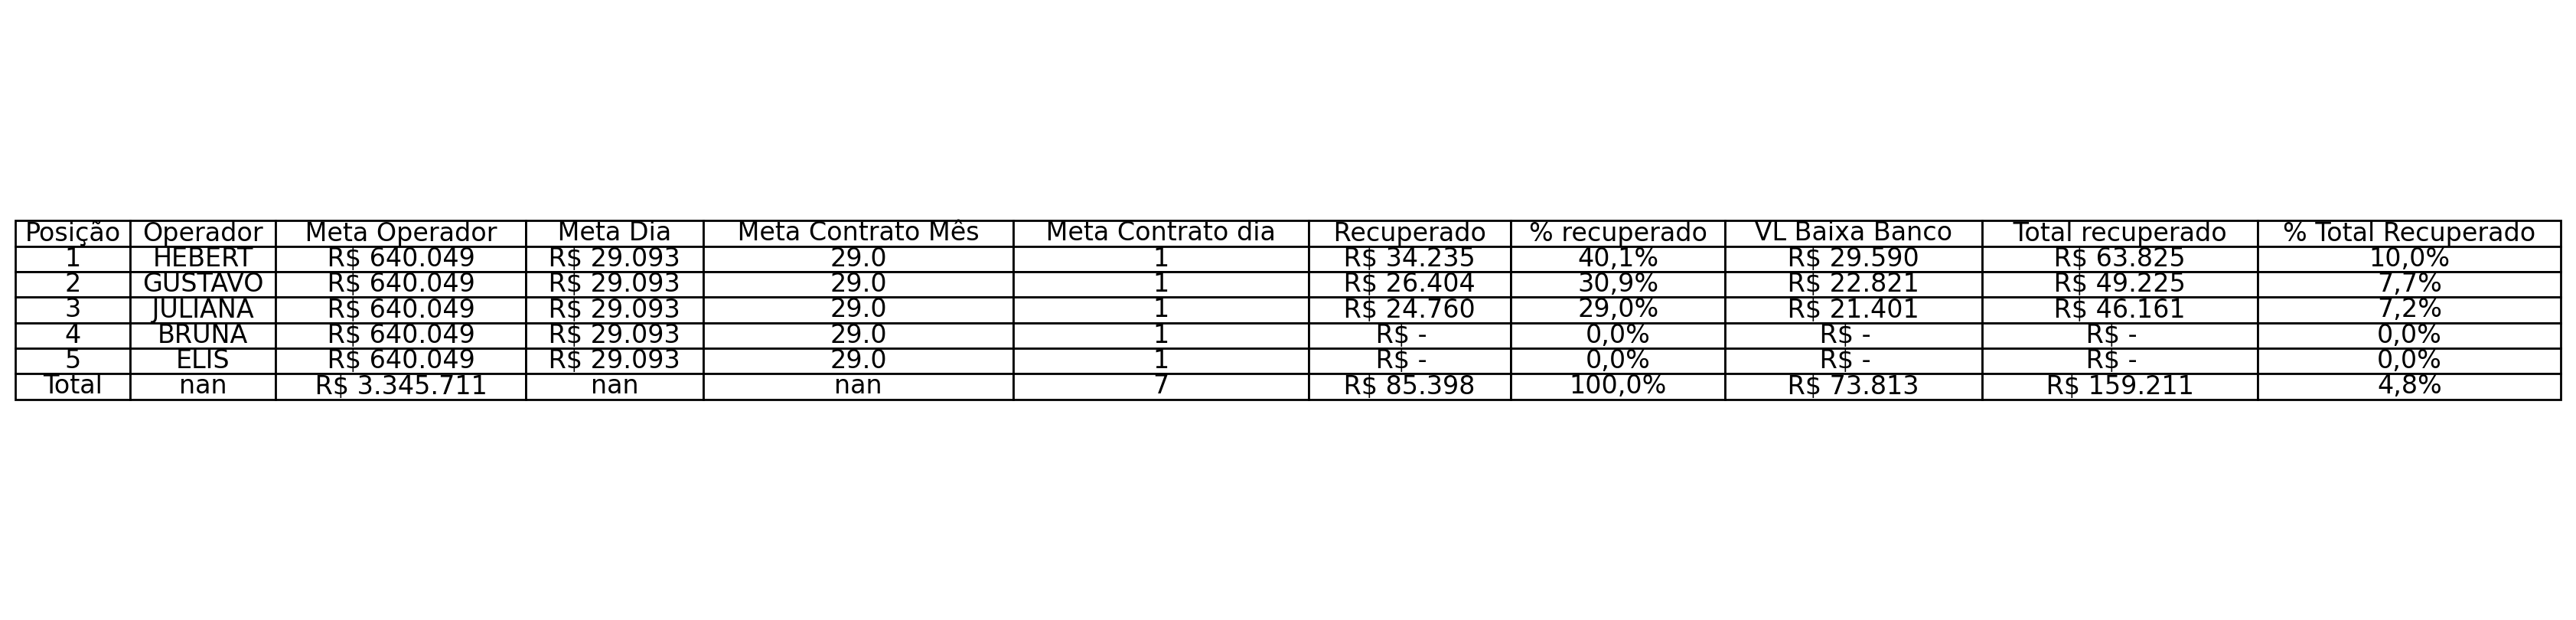 Posição Operador Meta Operador Meta Dia Meta Contrato Mês Meta Contrato dia Recuperado % recuperado VL Baixa Banco Total recuperado % Total Recuperado
1 HEBERT R$ 640.049 R$ 29.093 29.0 1 R$ 34.235 40,1% R$ 29.590 R$ 63.825 10,0%
2 GUSTAVO R$ 640.049 R$ 29.093 29.0 1 R$ 26.404 30,9% R$ 22.821 R$ 49.225 7,7%
3 JULIANA R$ 640.049 R$ 29.093 29.0 1 R$ 24.760 29,0% R$ 21.401 R$ 46.161 7,2%
4 BRUNA R$ 640.049 R$ 29.093 29.0 1 R$ - 0,0% R$ - R$ - 0,0%
5 ELIS R$ 640.049 R$ 29.093 29.0 1 R$ - 0,0% R$ - R$ - 0,0%
Total nan R$ 3.345.711 nan nan 7 R$ 85.398 100,0% R$ 73.813 R$ 159.211 4,8%